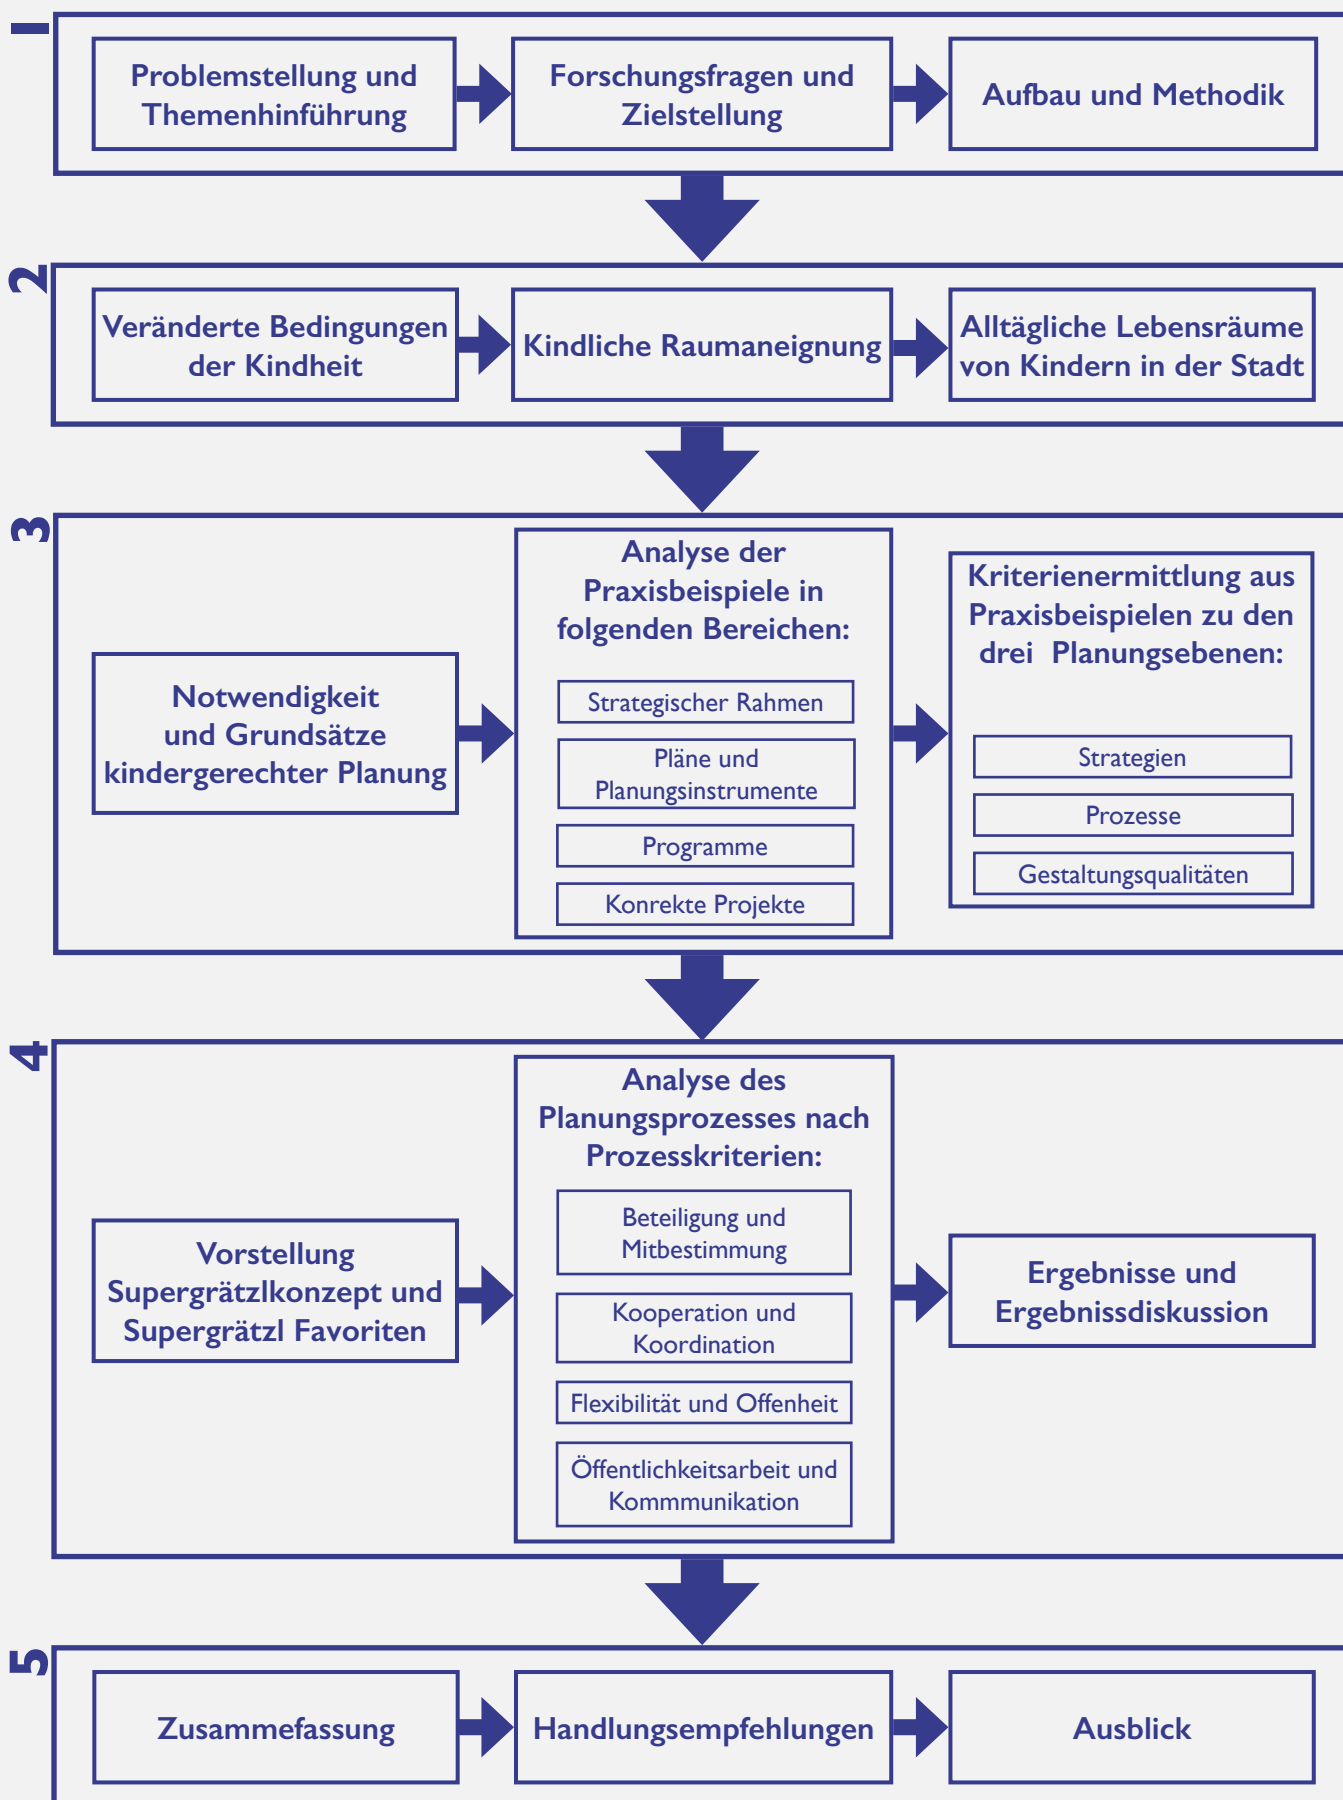 1
Problemstellung und
Themenhinführung
Forschungsfragen und
Zielstellung
Aufbau und Methodik
2
Veränderte Bedingungen
der Kindheit
Kindliche Raumaneignung
Alltägliche Lebensräume
von Kindern in der Stadt
3
Notwendigkeit
und Grundsätze
kindergerechter Planung
Analyse der
Praxisbeispiele in
folgenden Bereichen:
Strategischer Rahmen
Pläne und
Planungsinstrumente
Programme
Konrekte Projekte
Kriterienermittlung aus
Praxisbeispielen zu den
drei Planungsebenen:
Strategien
Prozesse
Gestaltungsqualitäten
4
Vorstellung
Supergrätzlkonzept und
Supergrätzl Favoriten
Analyse des
Planungsprozesses nach
Prozesskriterien:
Beteiligung und
Mitbestimmung
Kooperation und
Koordination
Flexibilität und Offenheit
Öffentlichkeitsarbeit und
Kommmunikation
Ergebnisse und
Ergebnissdiskussion
5
Zusammefassung
Handlungsempfehlungen
Ausblick